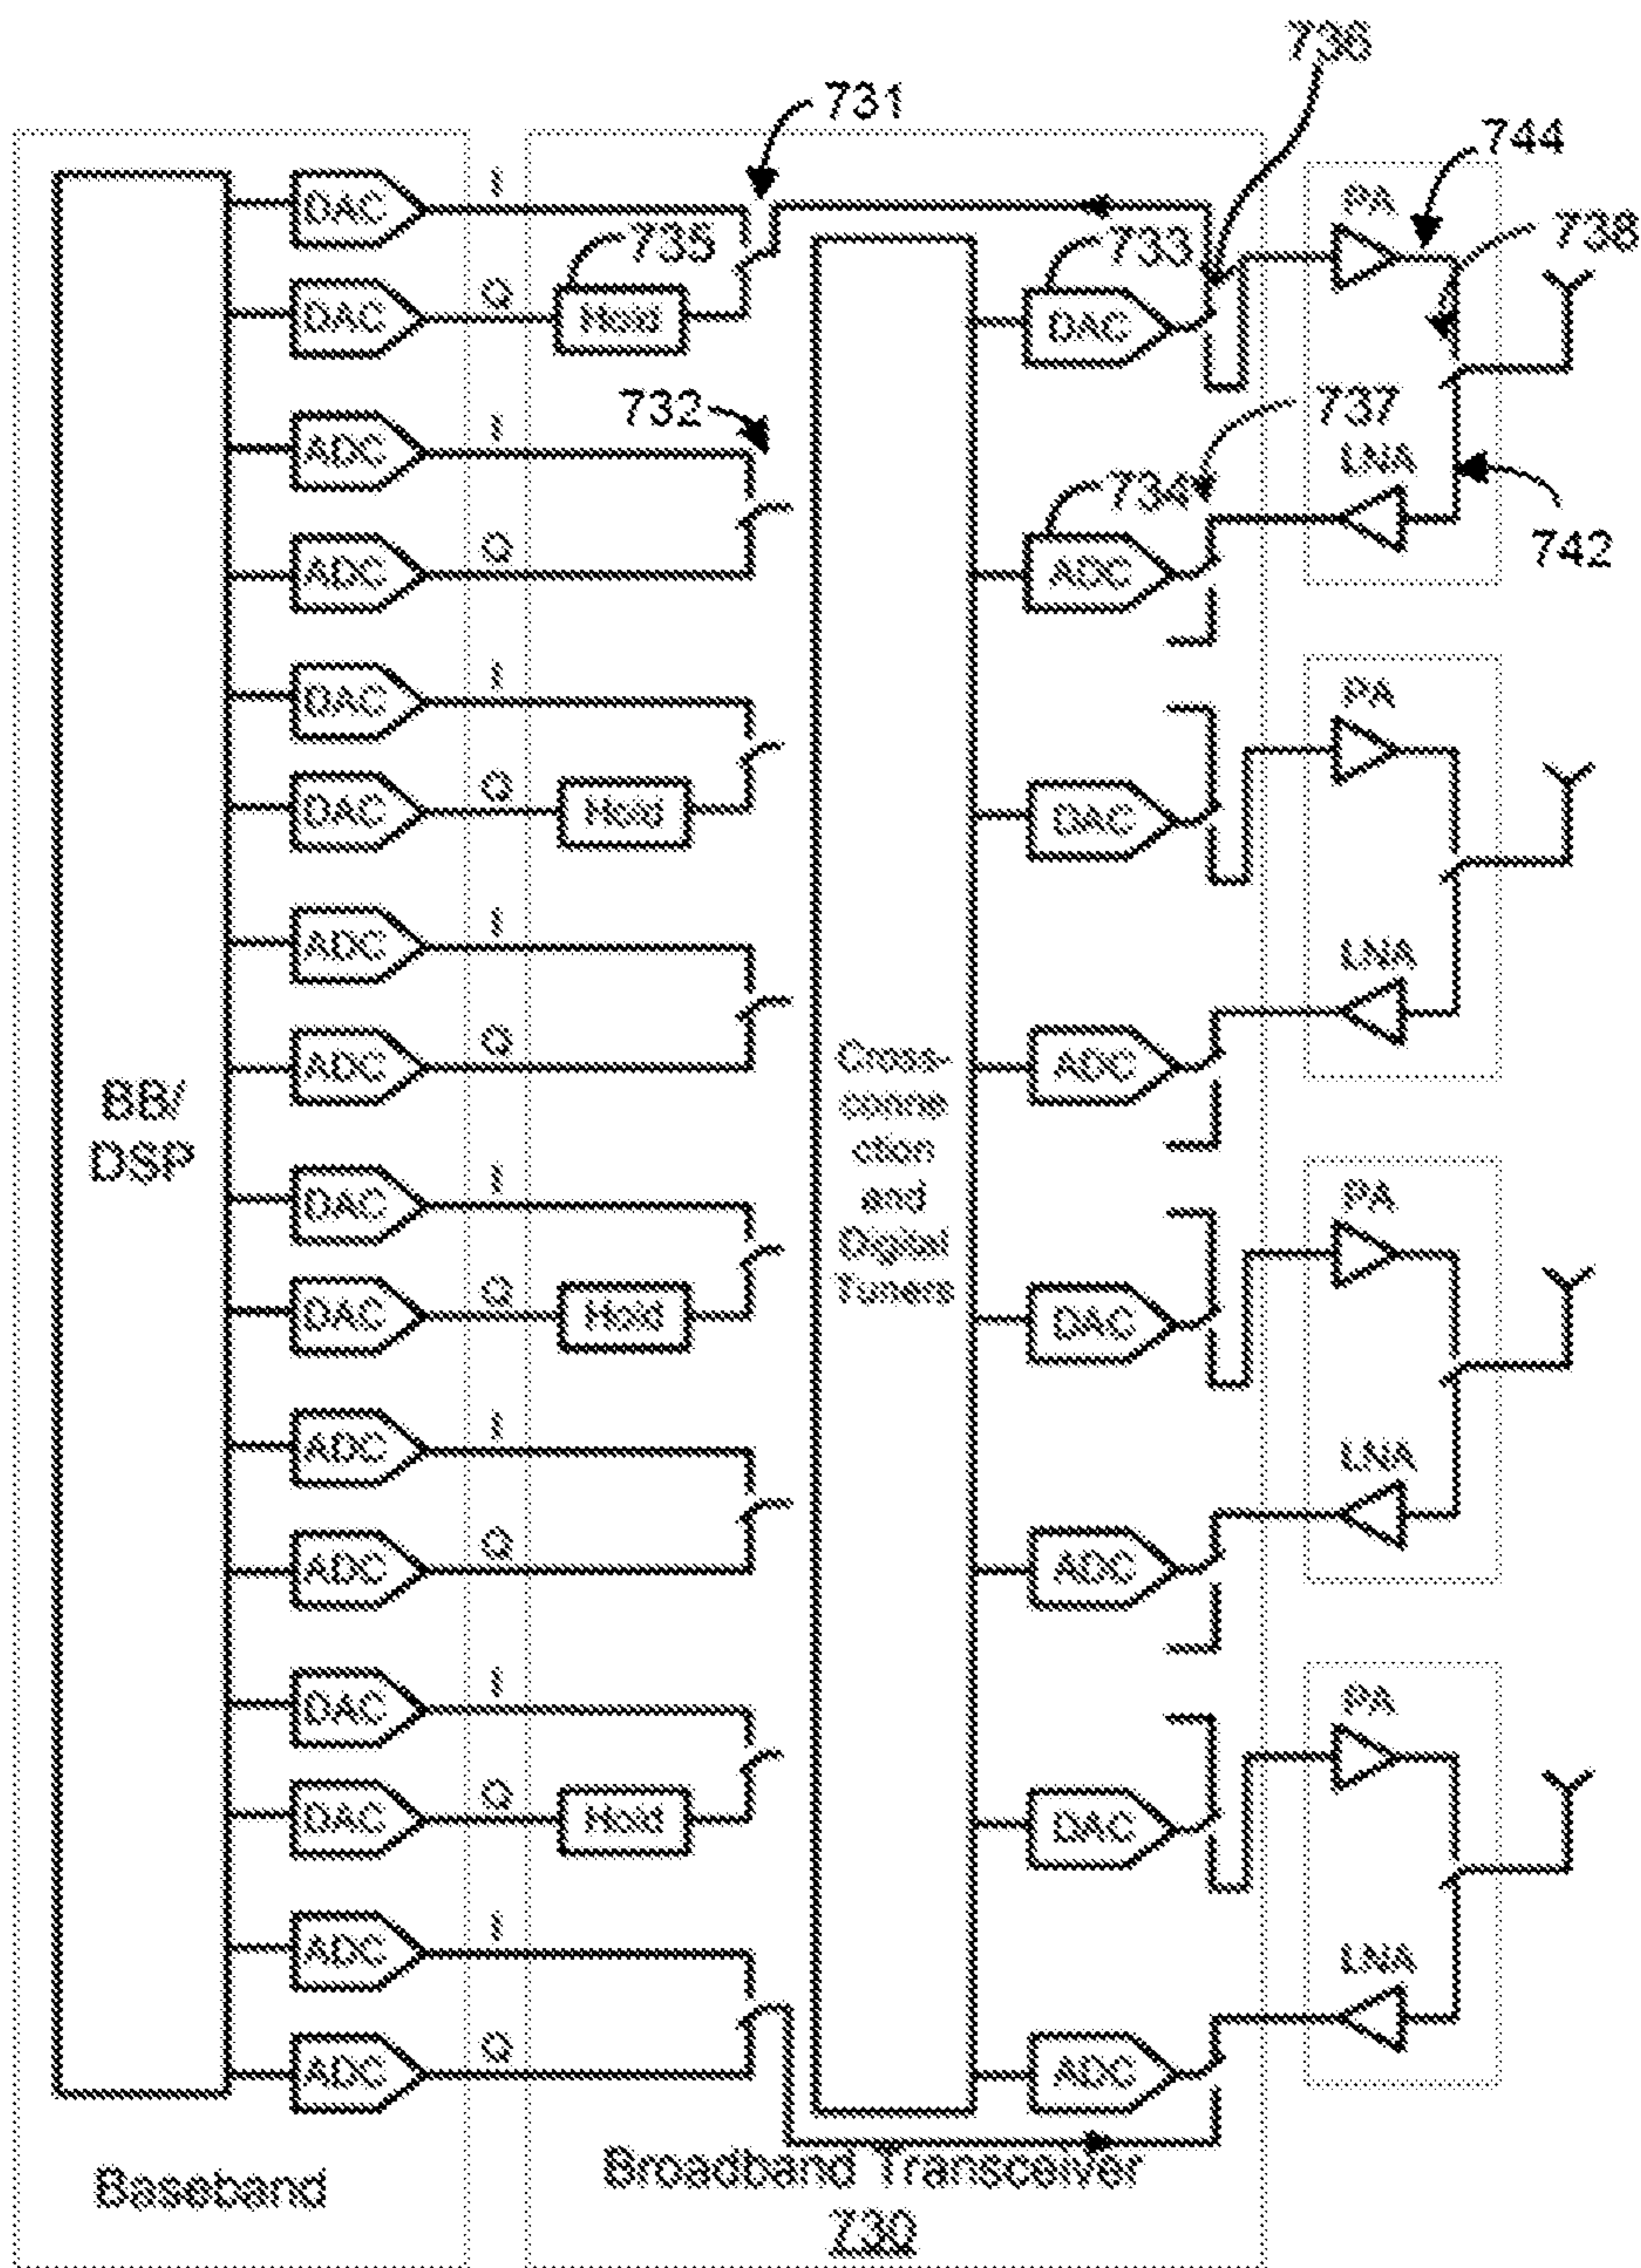 736
731
744
DAC
I
PA
735
733
738
DAC
Q
Hold
DAC
732
737
ADC
I
LNA
734
742
ADC
Q
ADC
DAC
I
PA
DAC
Q
Hold
DAC
ADC
I
LNA
ADC
Q
ADC
BB/
DSP
Cross-
conne
ction
and
Digital
Tuners
DAC
I
PA
DAC
Q
Hold
DAC
ADC
I
LNA
ADC
Q
ADC
DAC
I
PA
DAC
Q
Hold
DAC
ADC
I
LNA
ADC
Q
ADC
Baseband
Broadband Transceiver
730